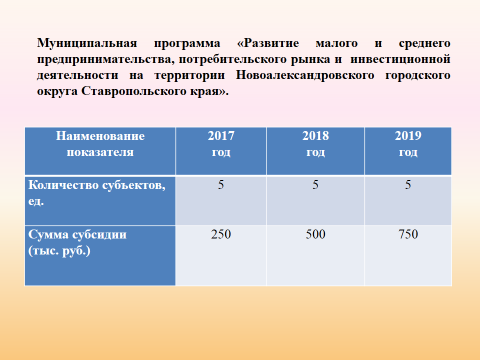 Муниципальная программа «Развитие малого и среднего
предпринимательства, потребительского рынка и инвестиционной
деятельности на территории Новоалександровского городского
округа Ставропольского края».
Наименование показателя 2017 год 2018 год 2019 год
Количество субъектов, ед. 5 5 5
Сумма субсидии (тыс. руб.) 250 500 750